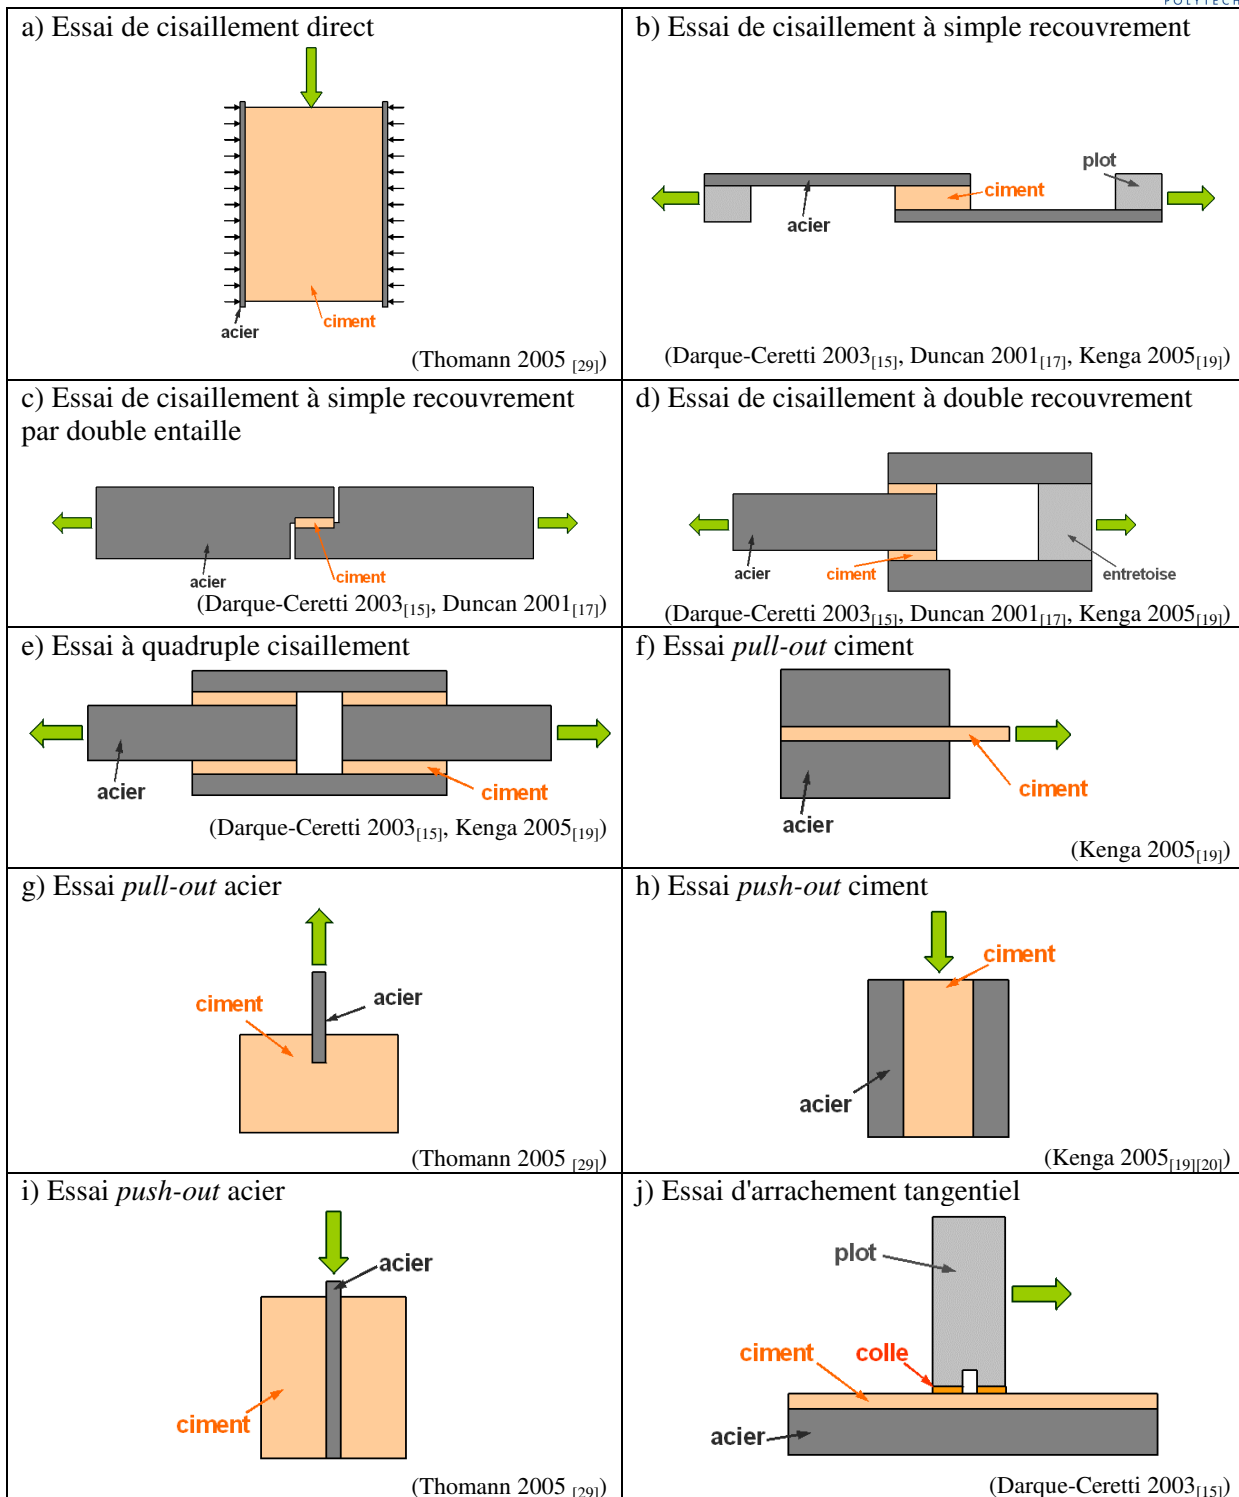 POLYTECH
a) Essai de cisaillement direct
acier
ciment
(Thomann 2005 [29])
b) Essai de cisaillement à simple recouvrement
plot
ciment
acier
(Darque-Ceretti 2003[15], Duncan 2001[17], Kenga 2005[19])
c) Essai de cisaillement à simple recouvrement
par double entaille
acier
ciment
(Darque-Ceretti 2003[15], Duncan 2001[17])
d) Essai de cisaillement à double recouvrement
acier
ciment
entretoise
(Darque-Ceretti 2003[15], Duncan 2001[17], Kenga 2005[19])
e) Essai à quadruple cisaillement
acier
ciment
(Darque-Ceretti 2003[15], Kenga 2005[19])
f) Essai pull-out ciment
ciment
acier
(Kenga 2005[19])
g) Essai pull-out acier
ciment
acier
(Thomann 2005 [29])
h) Essai push-out ciment
ciment
acier
(Kenga 2005[19][20])
i) Essai push-out acier
acier
ciment
(Thomann 2005 [29])
j) Essai d'arrachement tangentiel
plot
ciment
colle
acier
(Darque-Ceretti 2003[15])